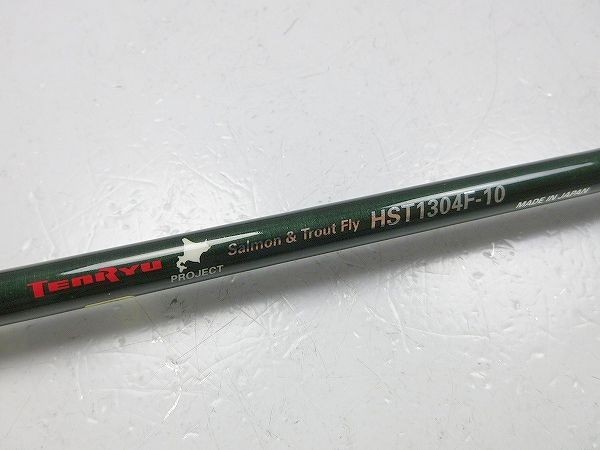 TENRYU PROJECT Salmon & Trout Fly HST1304F-10 MADE IN JAPAN